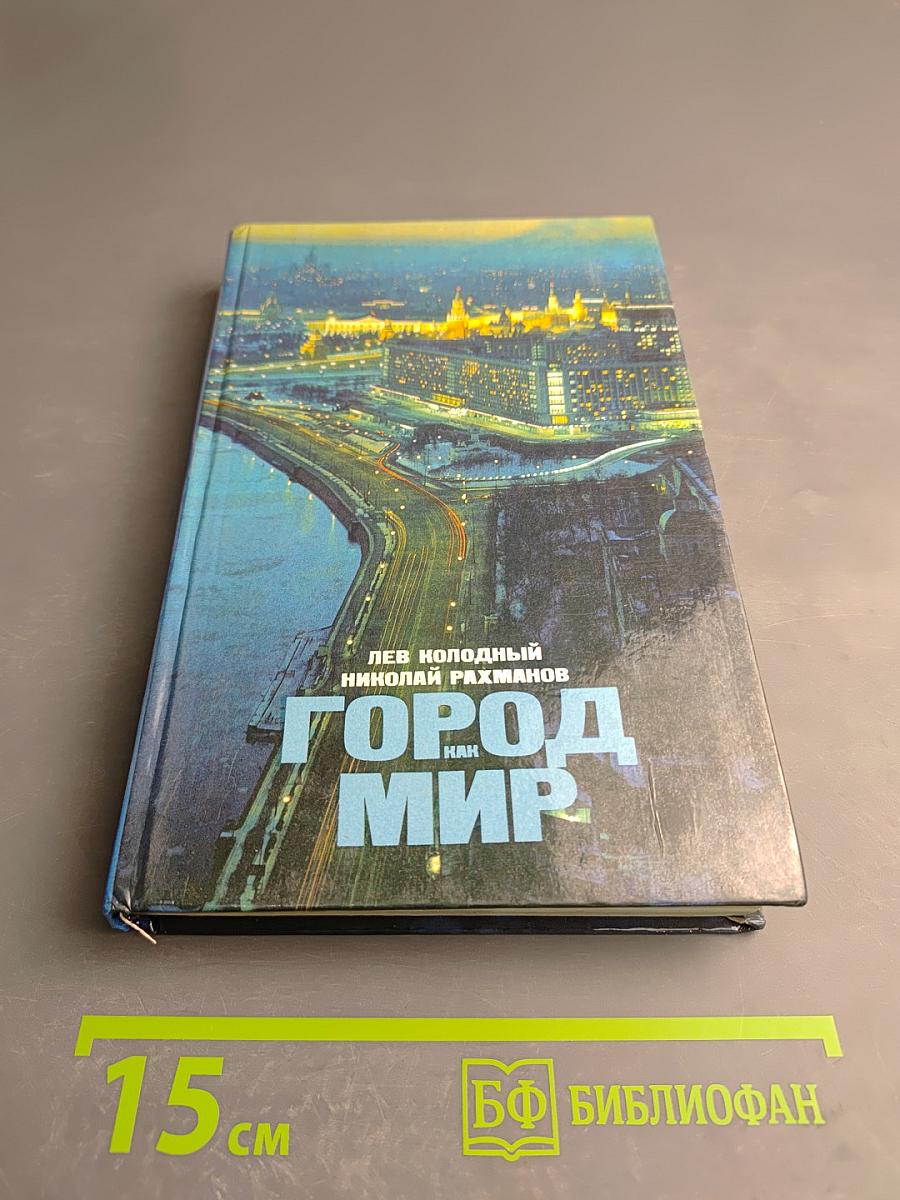 ЛЕВ КОЛОДНЫЙ
НИКОЛАЙ РАХМАНОВ
ГОРОД
КАК
МИР
15 см
БФ БИБЛИОФАН